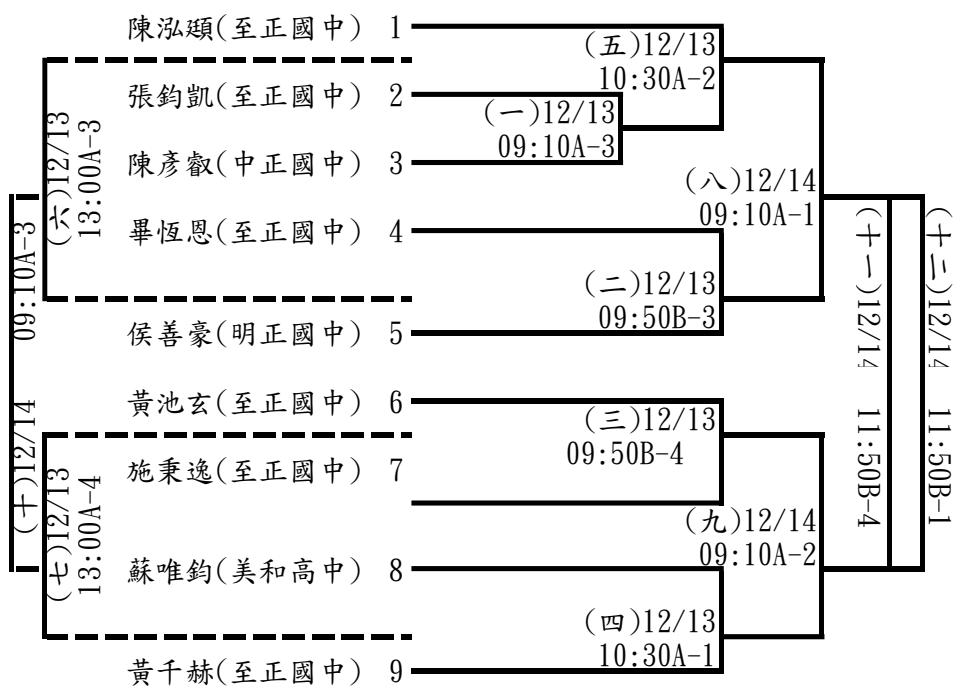 陳泓頲(至正國中) 1
(五)12/13
10:30A-2
張鈞凱(至正國中) 2
(一)12/13
09:10A-3
陳彥叡(中正國中) 3
(六)12/13
13:00A-3
(八)12/14
09:10A-1
畢恆恩(至正國中) 4
(二)12/13
09:50B-3
侯善豪(明正國中) 5
(十)12/14 09:10A-3
(十一)12/14 11:50B-4
(十二)12/14 11:50B-1
黃池玄(至正國中) 6
(三)12/13
09:50B-4
施秉逸(至正國中) 7
(七)12/13
13:00A-4
(九)12/14
09:10A-2
蘇唯鈞(美和高中) 8
(四)12/13
10:30A-1
黃千赫(至正國中) 9